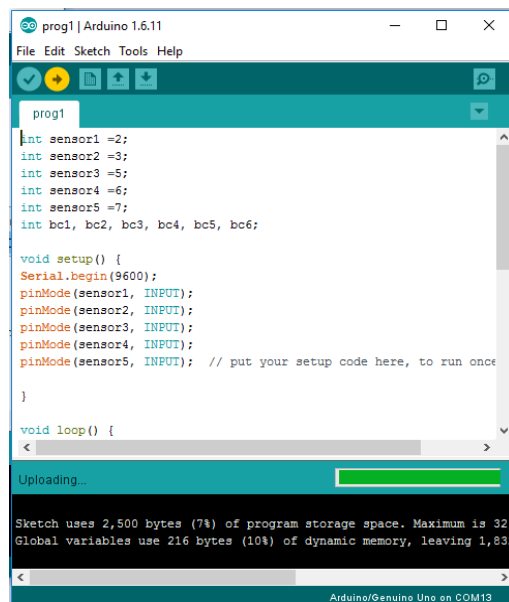 prog1 | Arduino 1.6.11
File Edit Sketch Tools Help
prog1
int sensor1 =2;
int sensor2 =3;
int sensor3 =5;
int sensor4 =6;
int sensor5 =7;
int bc1, bc2, bc3, bc4, bc5, bc6;
void setup() {
Serial.begin(9600);
pinMode(sensor1, INPUT);
pinMode(sensor2, INPUT);
pinMode(sensor3, INPUT);
pinMode(sensor4, INPUT);
pinMode(sensor5, INPUT);  // put your setup code here, to run once
}
void loop() {
Uploading...
Sketch uses 2,500 bytes (7%) of program storage space. Maximum is 32
Global variables use 216 bytes (10%) of dynamic memory, leaving 1,83
Arduino/Genuino Uno on COM13